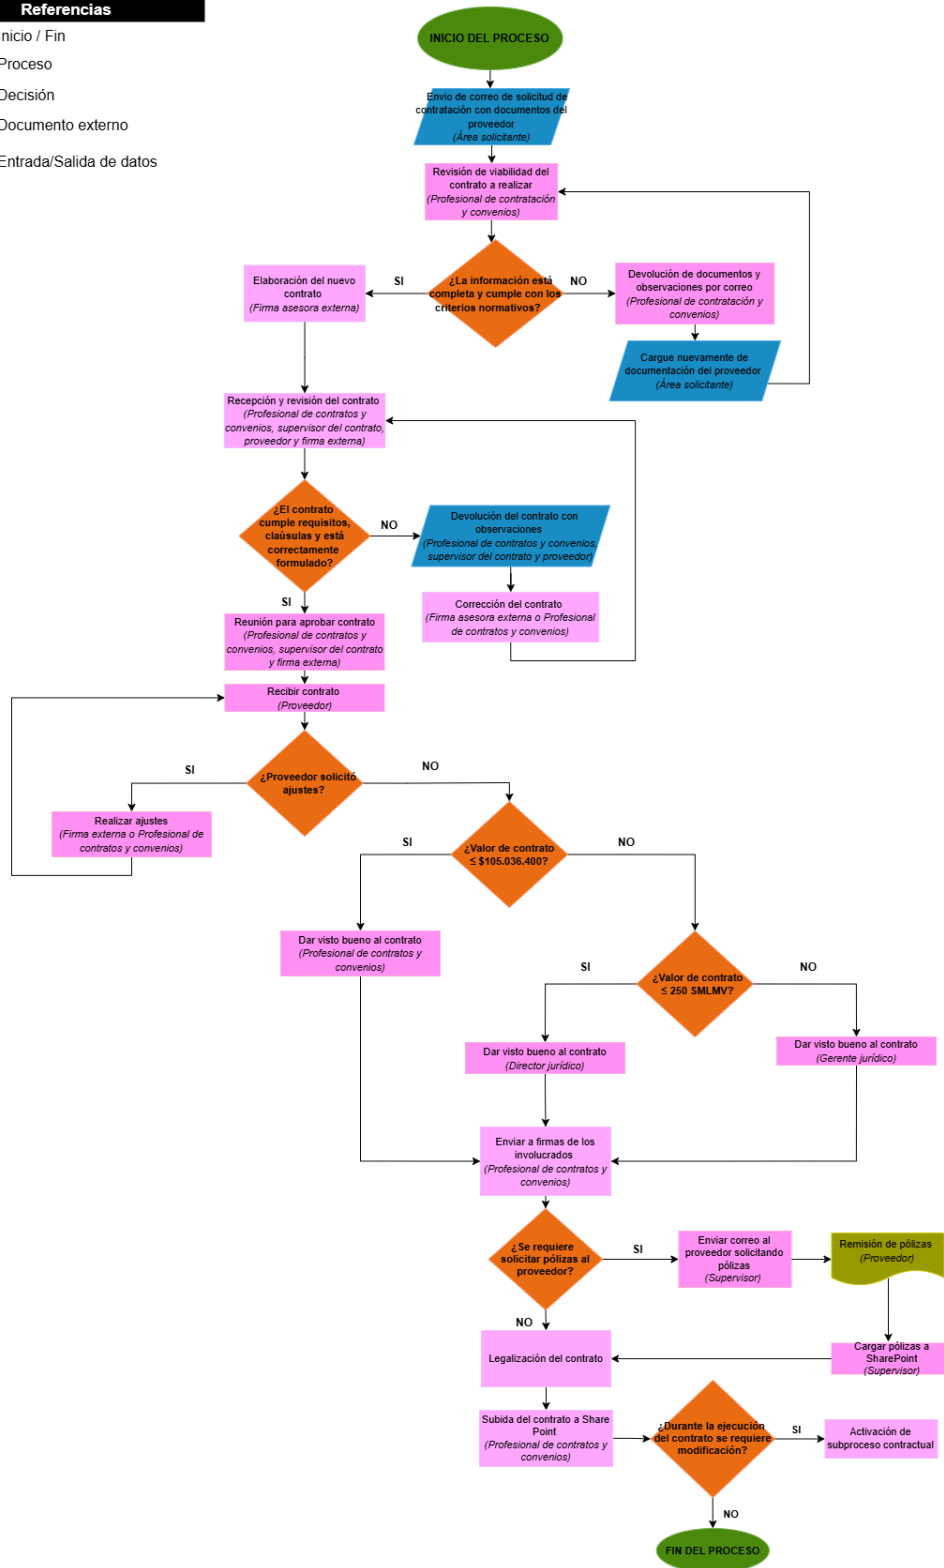 Referencias
Inicio / Fin
Proceso
Decisión
Documento externo
Entrada/Salida de datos
INICIO DEL PROCESO
Envio de correo de solicitud de
contratación con documentos del
proveedor
(Área solicitante)
Revisión de viabilidad del
contrato a realizar
(Profesional de contratación
y convenios)
¿La información está
completa y cumple con los
criterios normativos?
SI
NO
Elaboración del nuevo
contrato
(Firma asesora externa)
Devolución de documentos y
observaciones por correo
(Profesional de contratación y
convenios)
Cargue nuevamente de
documentación del proveedor
(Área solicitante)
Recepción y revisión del contrato
(Profesional de contratos y
convenios, supervisor del contrato,
proveedor y firma externa)
¿El contrato
cumple requisitos,
claúsulas y está
correctamente
formulado?
NO
SI
Devolución del contrato con
observaciones
(Profesional de contratos y convenios,
supervisor del contrato y proveedor)
Corrección del contrato
(Firma asesora externa o Profesional
de contratos y convenios)
Reunión para aprobar contrato
(Profesional de contratos y
convenios, supervisor del contrato
y firma externa)
Recibir contrato
(Proveedor)
¿Proveedor solicitó
ajustes?
SI
NO
Realizar ajustes
(Firma externa o Profesional de
contratos y convenios)
¿Valor de contrato
≤ $105.036.400?
SI
NO
Dar visto bueno al contrato
(Profesional de contratos y
convenios)
¿Valor de contrato
≤ 250 SMLMV?
SI
NO
Dar visto bueno al contrato
(Director jurídico)
Dar visto bueno al contrato
(Gerente jurídico)
Enviar a firmas de los
involucrados
(Profesional de contratos y
convenios)
¿Se requiere
solicitar pólizas al
proveedor?
SI
NO
Enviar correo al
proveedor solicitando
pólizas
(Supervisor)
Remisión de pólizas
(Proveedor)
Cargar pólizas a
SharePoint
(Supervisor)
Legalización del contrato
Subida del contrato a Share
Point
(Profesional de contratos y
convenios)
¿Durante la ejecución
del contrato se requiere
modificación?
SI
NO
Activación de
subproceso contractual
FIN DEL PROCESO